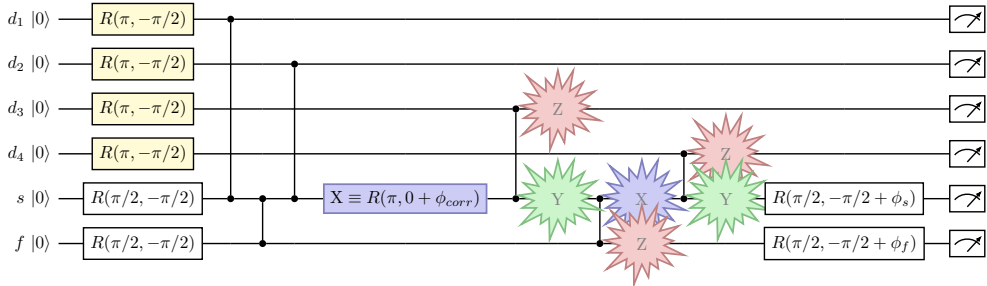 d₁ |0⟩ R(π, −π/2)
d₂ |0⟩ R(π, −π/2)
d₃ |0⟩ R(π, −π/2) Z
d₄ |0⟩ R(π, −π/2) Z
s |0⟩ R(π/2, −π/2) X ≡ R(π, 0 + ϕ_corr) Y X Y R(π/2, −π/2 + ϕ_s)
f |0⟩ R(π/2, −π/2) Z R(π/2, −π/2 + ϕ_f)